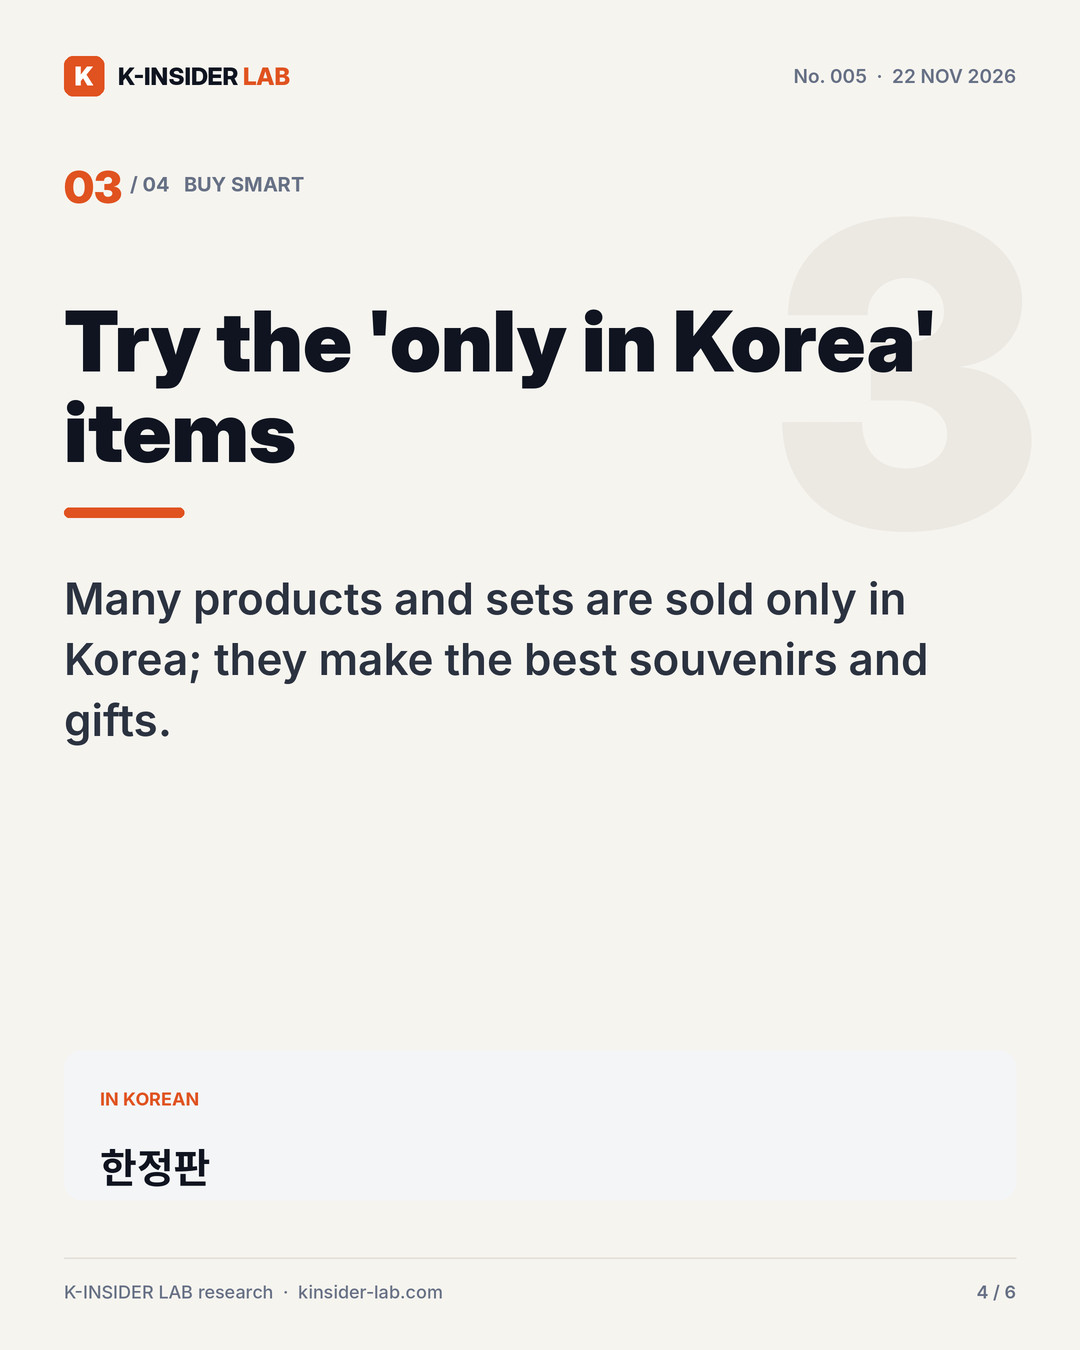 K K-INSIDER LAB
No. 005 · 22 NOV 2026
03 / 04 BUY SMART
3
Try the 'only in Korea'
items
Many products and sets are sold only in
Korea; they make the best souvenirs and
gifts.
IN KOREAN
한정판
K-INSIDER LAB research · kinsider-lab.com
4 / 6